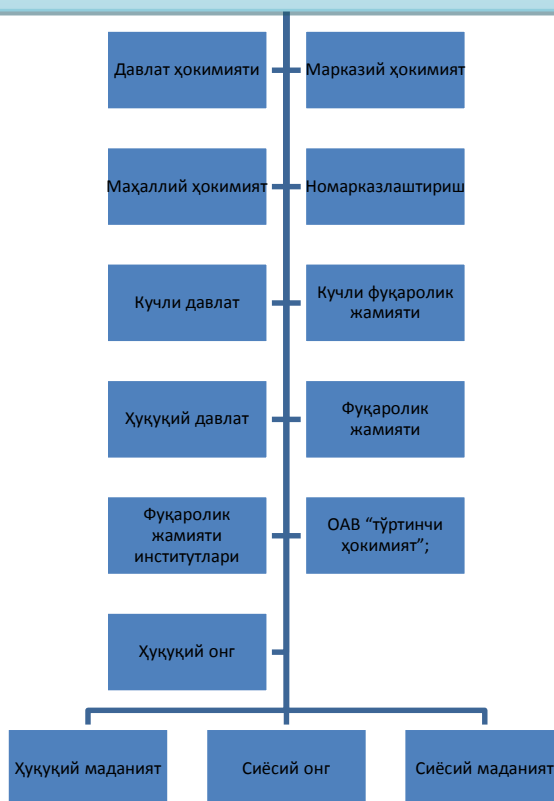 Давлат ҳокимияти
Марказий ҳокимият
Маҳаллий ҳокимият
Номарказлаштириш
Кучли давлат
Кучли фуқаролик
жамияти
Ҳуқуқий давлат
Фуқаролик
жамияти
Фуқаролик
жамияти
институтлари
ОАВ “тўртинчи
ҳокимият”;
Ҳуқуқий онг
Ҳуқуқий маданият
Сиёсий онг
Сиёсий маданият